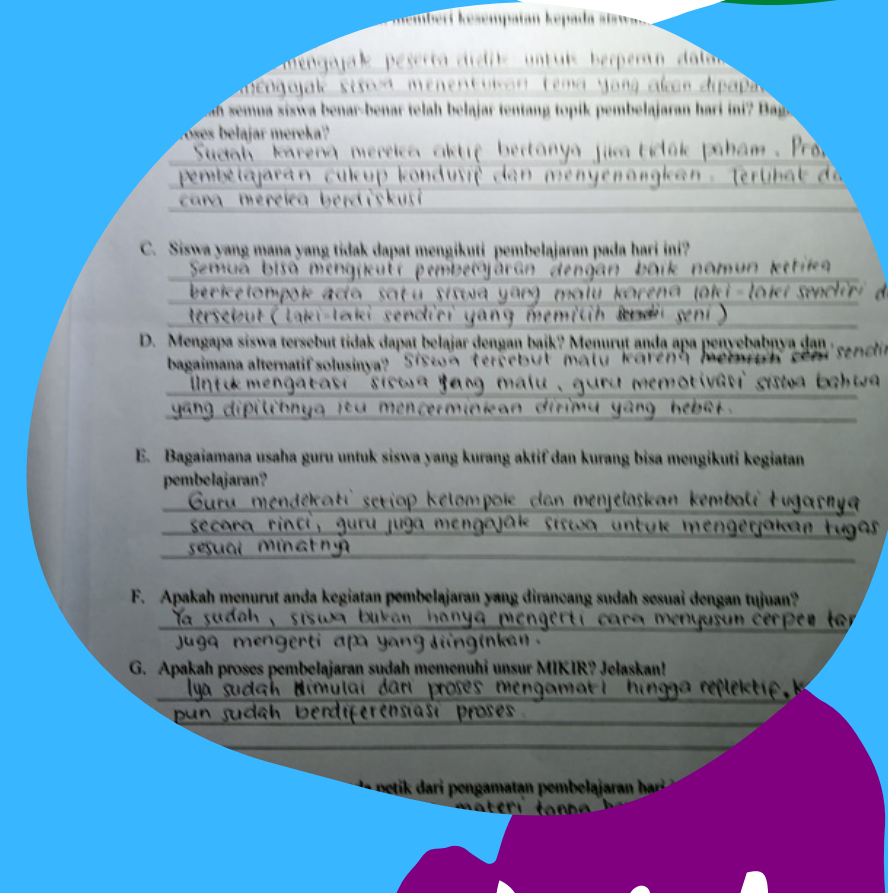 memberi kesempatan kepada siswa
mengajak peserta didik untuk berperan dalam
mengajak siswa menentukan tema yang akan
semua siswa benar-benar telah belajar tentang topik pembelajaran hari ini?
proses belajar mereka?
Sudah karena mereka aktif bertanya jika tidak paham.
pembelajaran cukup kondusif dan menyenangkan. Terlihat
cara mereka berdiskusi
C. Siswa yang mana yang tidak dapat mengikuti pembelajaran pada hari ini?
Semua bisa mengikuti pembelajaran dengan baik namun ketika
berkelompok ada satu siswa yang malu karena laki-laki sendiri
tersebut (laki-laki sendiri yang memilih seni)
D. Mengapa siswa tersebut tidak dapat belajar dengan baik? Menurut anda apa penyebabnya dan
bagaimana alternatif solusinya? Siswa tersebut malu karena sendiri
Untuk mengatasi siswa yang malu, guru memotivasi siswa bahwa
yang dipilihnya itu mencerminkan dirimu yang hebat.
E. Bagaiamana usaha guru untuk siswa yang kurang aktif dan kurang bisa mengikuti kegiatan
pembelajaran?
Guru mendekati setiap kelompok dan menjelaskan kembali tugasnya
secara rinci, guru juga mengajak siswa untuk mengerjakan tugas
sesuai minatnya
F. Apakah menurut anda kegiatan pembelajaran yang dirancang sudah sesuai dengan tujuan?
Ya sudah, siswa bukan hanya mengerti cara menyusun cerpen
juga mengerti apa yang diinginkan.
G. Apakah proses pembelajaran sudah memenuhi unsur MIKIR? Jelaskan!
Iya sudah dimulai dari proses mengamati hingga reflektif.
pun sudah berdiferensiasi proses.
petik dari pengamatan pembelajaran hari
materi tanpa